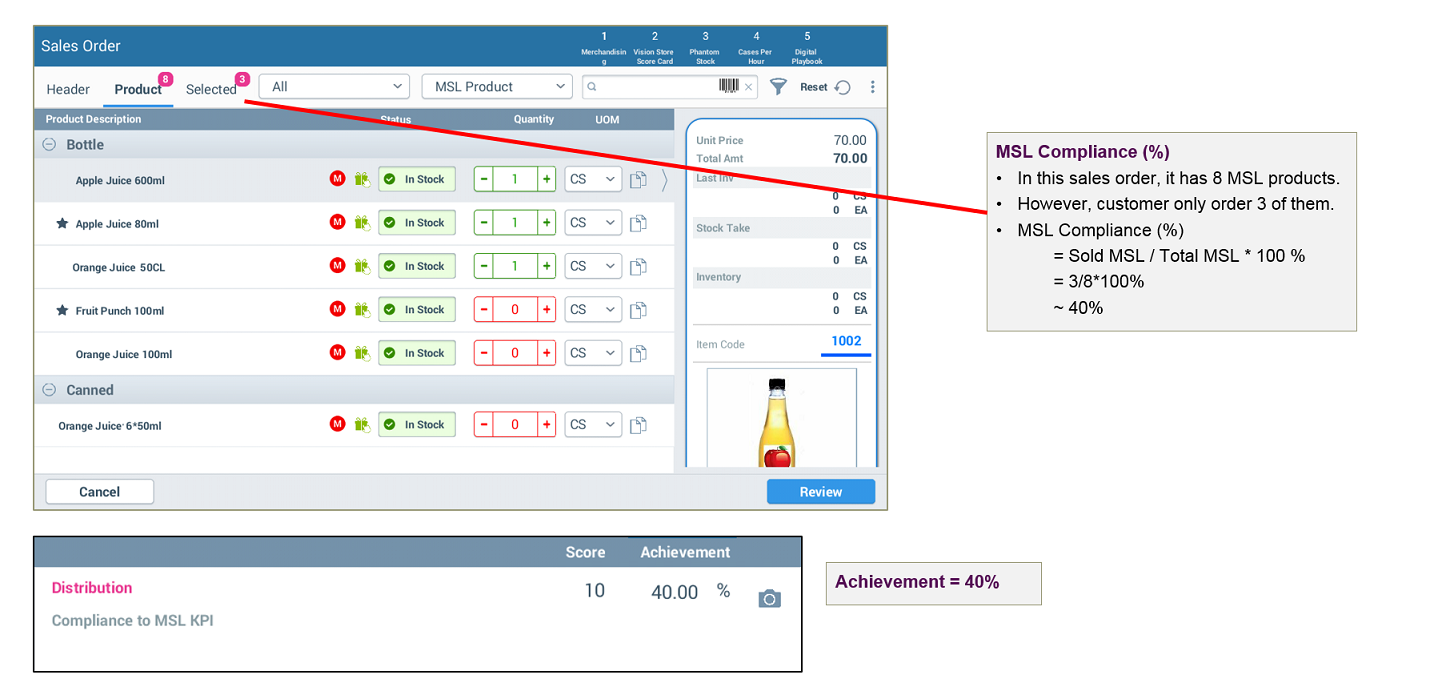 Sales Order
1 2 3 4 5
Merchandisin
g
Vision Store
Score Card
Phantom
Stock
Cases Per
Hour
Digital
Playbook
Header Product 8 Selected 3 All MSL Product Reset
Product Description Status Quantity UOM
Bottle
Apple Juice 600ml M In Stock - 1 + CS
Apple Juice 80ml M In Stock - 1 + CS
Orange Juice 50CL M In Stock - 1 + CS
Fruit Punch 100ml M In Stock - 0 + CS
Orange Juice 100ml M In Stock - 0 + CS
Canned
Orange Juice 6*50ml M In Stock - 0 + CS
Cancel
Unit Price 70.00
Total Amt 70.00
Last Inv
0 CS
0 EA
Stock Take
0 CS
0 EA
Inventory
0 CS
0 EA
Item Code 1002
Review
MSL Compliance (%)
• In this sales order, it has 8 MSL products.
• However, customer only order 3 of them.
• MSL Compliance (%)
= Sold MSL / Total MSL * 100 %
= 3/8*100%
~ 40%
Score Achievement
Distribution 10 40.00 %
Compliance to MSL KPI
Achievement = 40%